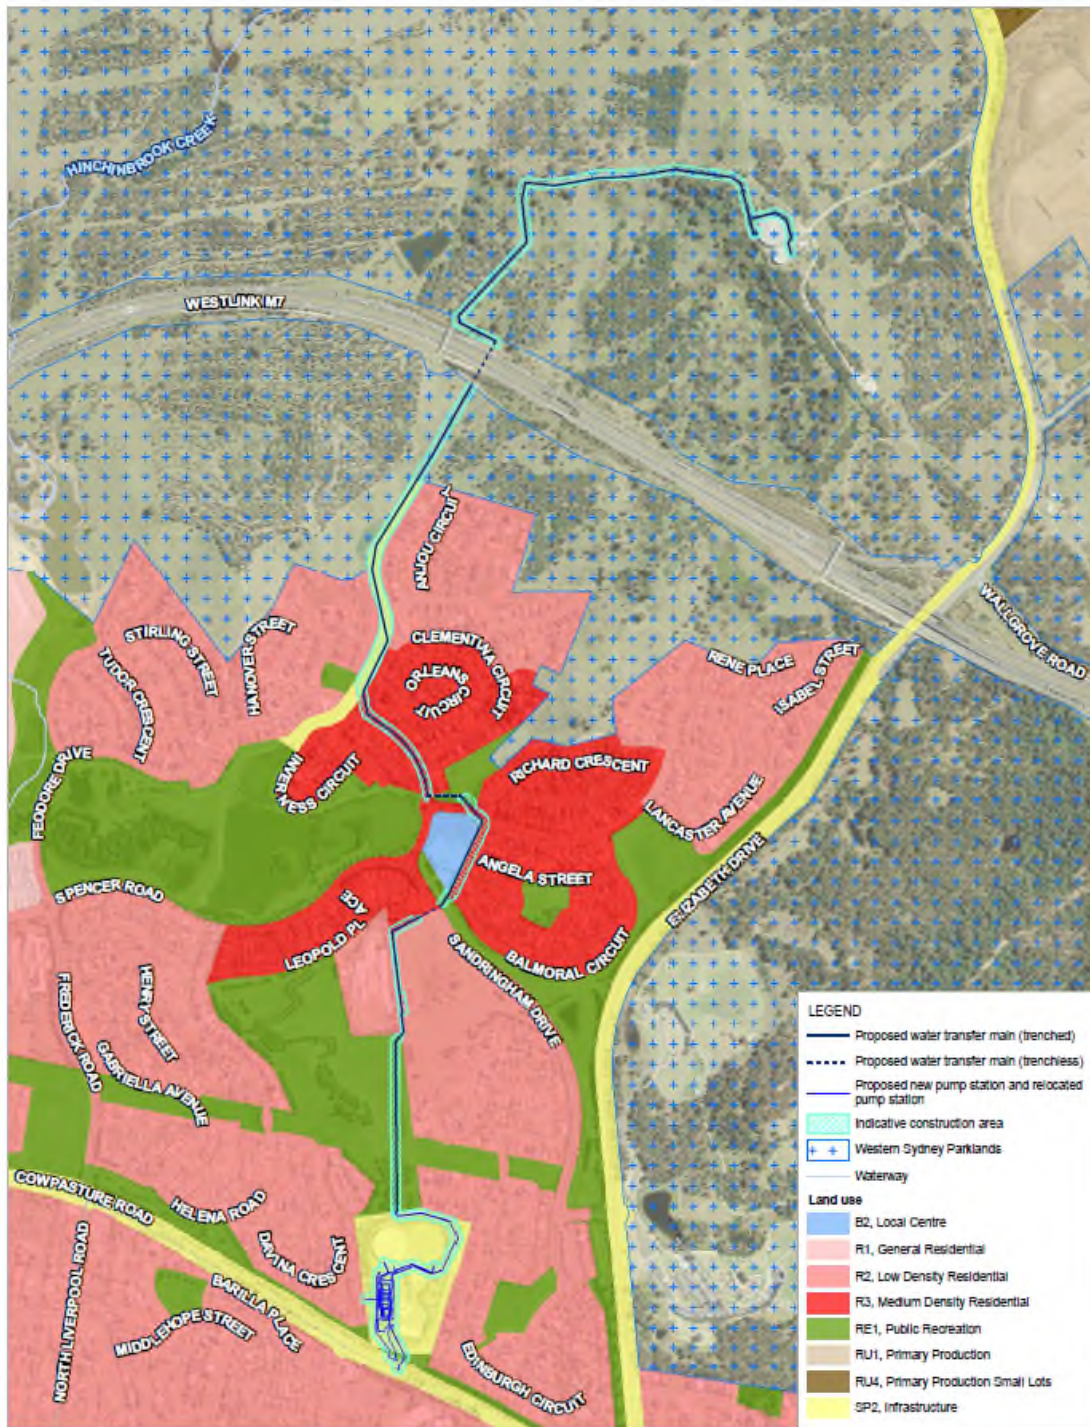 HINCHINBROOK CREEK
WESTLINK M7
ANJOU CIRCUIT
WALLGROVE ROAD
STIRLING STREET
HANOVER STREET
TUDOR CRESCENT
CLEMENTINA CIRCUIT
ORLEANS
CIRCUIT
RENE PLACE
ISABEL STREET
INVER
NESS CIRCUIT
FEODORE DRIVE
RICHARD CRESCENT
LANCASTER AVENUE
ANGELA STREET
ELIZABETH DRIVE
SPENCER ROAD
LEOPOLD PL
ACE
BALMORAL CIRCUIT
SANDRINGHAM DRIVE
HENRY STREET
FREDERICK ROAD
GABRIELLA AVENUE
COWPASTURE ROAD
HELENA ROAD
DAVINA CRESCENT
NORTH LIVERPOOL ROAD
BARILLA PLACE
MIDDLEHOPE STREET
EDINBURGH CIRCUIT
LEGEND
Proposed water transfer main (trenched)
Proposed water transfer main (trenchless)
Proposed new pump station and relocated
pump station
Indicative construction area
Western Sydney Parklands
Waterway
Land use
B2, Local Centre
R1, General Residential
R2, Low Density Residential
R3, Medium Density Residential
RE1, Public Recreation
RU1, Primary Production
RU4, Primary Production Small Lots
SP2, Infrastructure